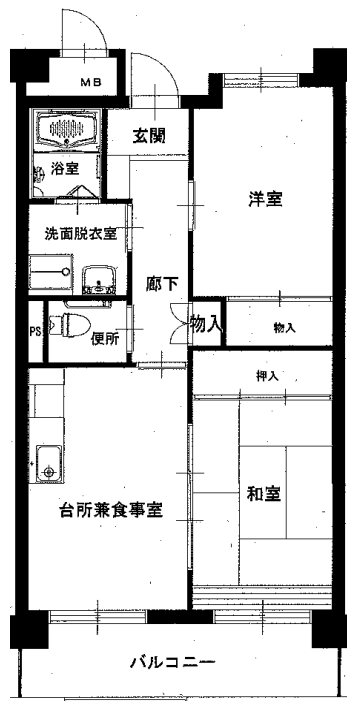 MB
玄関
浴室
洋室
洗面脱衣室
廊下
物入
物入
PS
便所
押入
和室
台所兼食事室
バルコニー